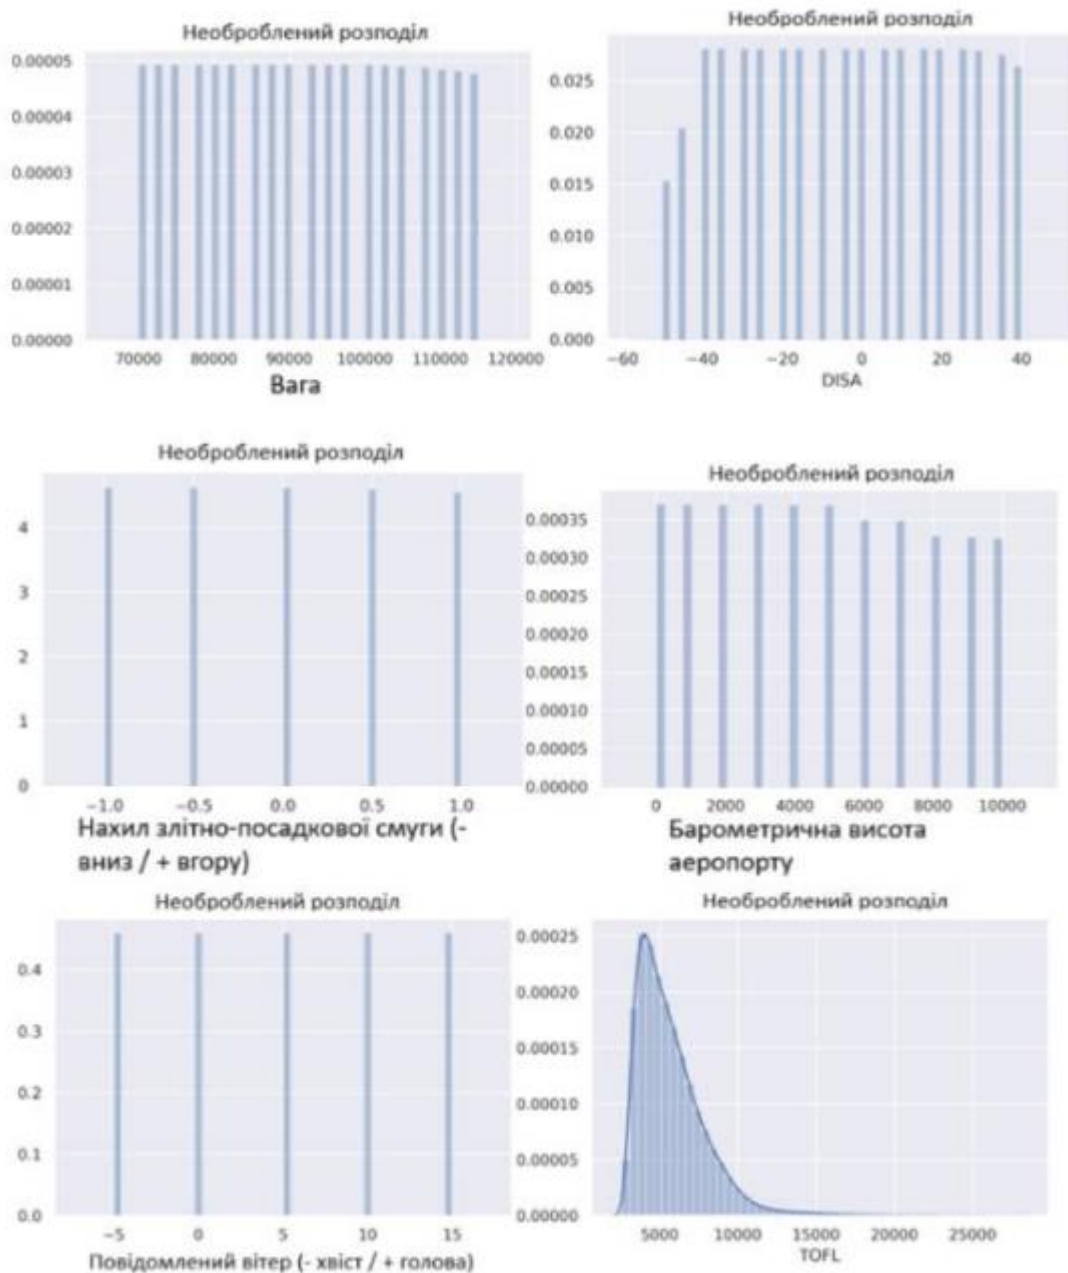 Необроблений розподіл
0.00005
0.00004
0.00003
0.00002
0.00001
0.00000
70000 80000 90000 100000 110000 120000
Вага
Необроблений розподіл
0.025
0.020
0.015
0.010
0.005
0.000
−60 −40 −20 0 20 40
DISA
Необроблений розподіл
4
3
2
1
0
−1.0 −0.5 0.0 0.5 1.0
Нахил злітно-посадкової смуги (-
вниз / + вгору)
Необроблений розподіл
0.00035
0.00030
0.00025
0.00020
0.00015
0.00010
0.00005
0.00000
0 2000 4000 6000 8000 10000
Барометрична висота
аеропорту
Необроблений розподіл
0.4
0.3
0.2
0.1
0.0
−5 0 5 10 15
Повідомлений вітер (- хвіст / + голова)
Необроблений розподіл
0.00025
0.00020
0.00015
0.00010
0.00005
0.00000
5000 10000 15000 20000 25000
TOFL